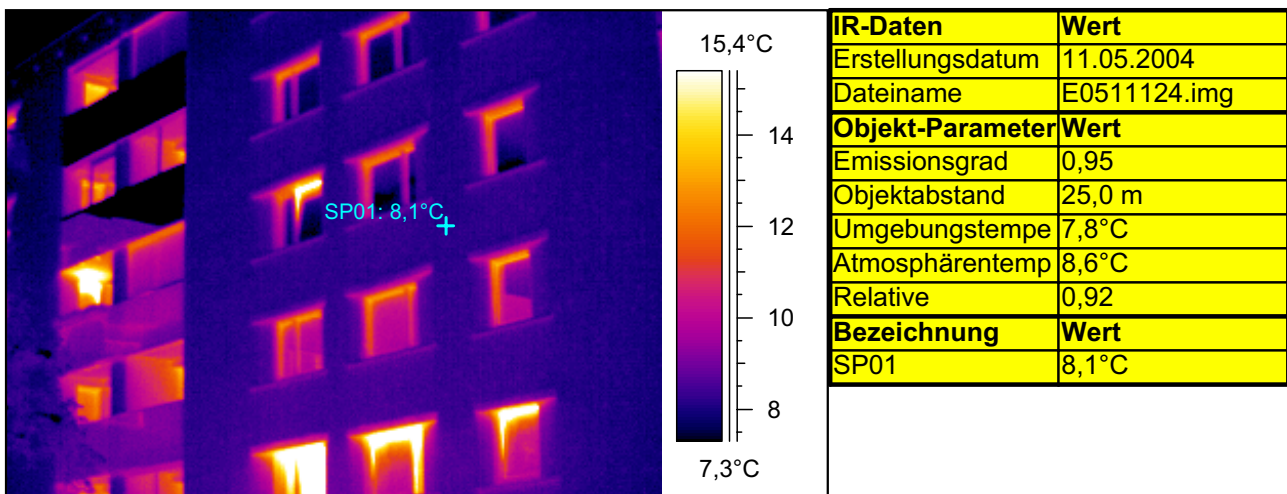 SP01: 8,1°C
15,4°C
14
12
10
8
7,3°C
IR-Daten Wert
Erstellungsdatum 11.05.2004
Dateiname E0511124.img
Objekt-Parameter Wert
Emissionsgrad 0,95
Objektabstand 25,0 m
Umgebungstempe 7,8°C
Atmosphärentemp 8,6°C
Relative 0,92
Bezeichnung Wert
SP01 8,1°C